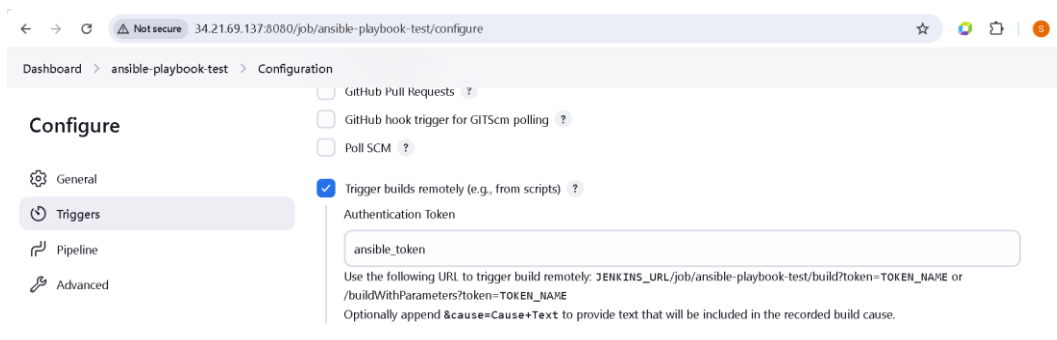 Not secure 34.21.69.137:8080/job/ansible-playbook-test/configure
S
Dashboard > ansible-playbook-test > Configuration
Configure
General
Triggers
Pipeline
Advanced
GitHub Pull Requests ?
GitHub hook trigger for GITScm polling ?
Poll SCM ?
Trigger builds remotely (e.g., from scripts) ?
Authentication Token
ansible_token
Use the following URL to trigger build remotely: JENKINS_URL/job/ansible-playbook-test/build?token=TOKEN_NAME or
/buildWithParameters?token=TOKEN_NAME
Optionally append &cause=Cause+Text to provide text that will be included in the recorded build cause.